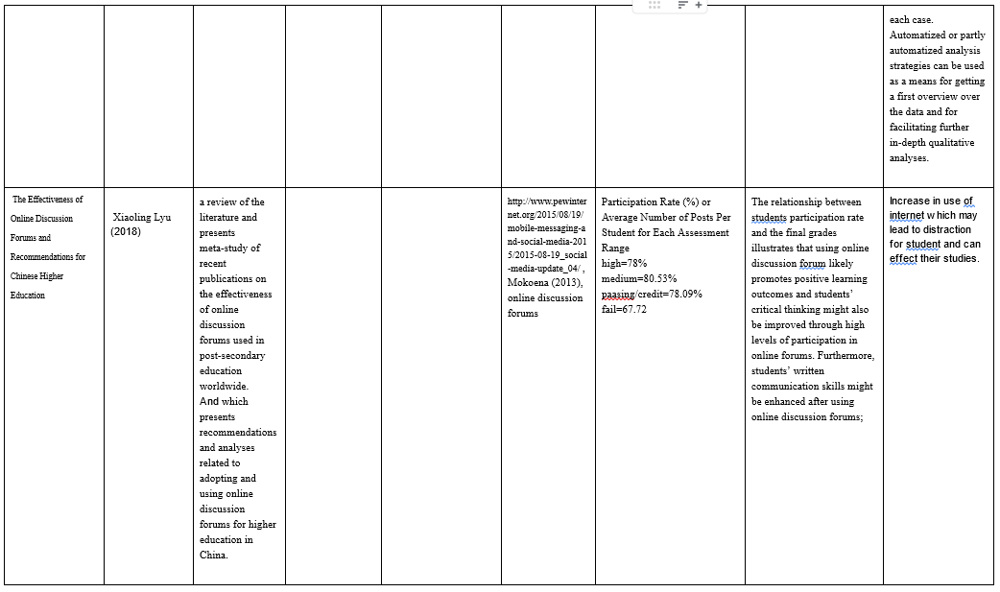 each case.
Automatized or partly
automatized analysis
strategies can be used
as a means for getting
a first overview over
the data and for
facilitating further
in-depth qualitative
analyses.
The Effectiveness of
Online Discussion
Forums and
Recommendations for
Chinese Higher
Education
Xiaoling Lyu
(2018)
a review of the
literature and
presents
meta-study of
recent
publications on
the effectiveness
of online
discussion
forums used in
post-secondary
education
worldwide.
And which
presents
recommendations
and analyses
related to
adopting and
using online
discussion
forums for higher
education in
China.
http://www.pewinter
net.org/2015/08/19/
mobile-messaging-a
nd-social-media-201
5/2015-08-19_social
-media-update_04/ ,
Mokoena (2013),
online discussion
forums
Participation Rate (%) or
Average Number of Posts Per
Student for Each Assessment
Range
high=78%
medium=80.53%
paasing/credit=78.09%
fail=67.72
The relationship between
students participation rate
and the final grades
illustrates that using online
discussion forum likely
promotes positive learning
outcomes and students’
critical thinking might also
be improved through high
levels of participation in
online forums. Furthermore,
students’ written
communication skills might
be enhanced after using
online discussion forums;
Increase in use of
internet w hich may
lead to distraction
for student and can
effect their studies.